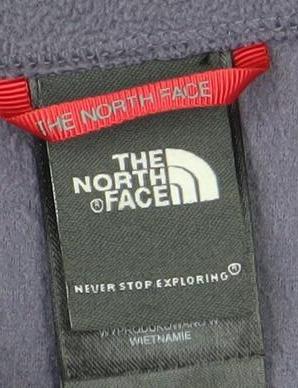 THE NORTH FACE
THE
NORTH
®FACE
NEVER STOP EXPLORING®
WYPRODUKOWANO W
WIETNAMIE